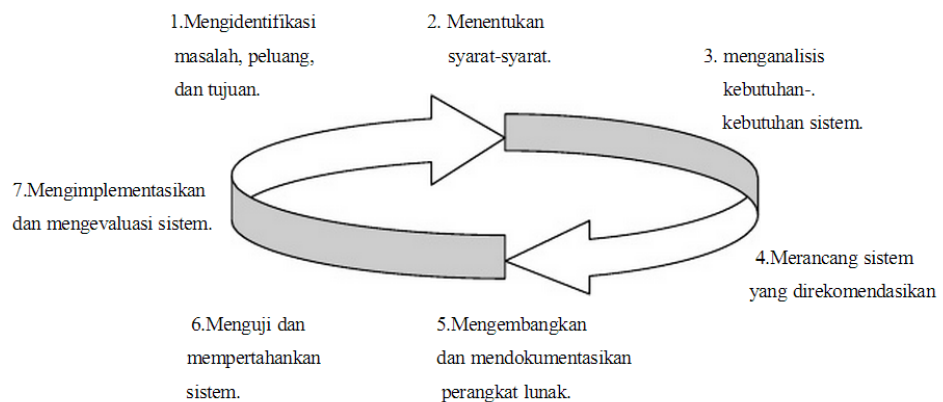 1.Mengidentifikasi
masalah, peluang,
dan tujuan.
2. Menentukan
syarat-syarat.
3. menganalisis
kebutuhan-.
kebutuhan sistem.
4.Merancang sistem
yang direkomendasikan
5.Mengembangkan
dan mendokumentasikan
perangkat lunak.
6.Menguji dan
mempertahankan
sistem.
7.Mengimplementasikan
dan mengevaluasi sistem.